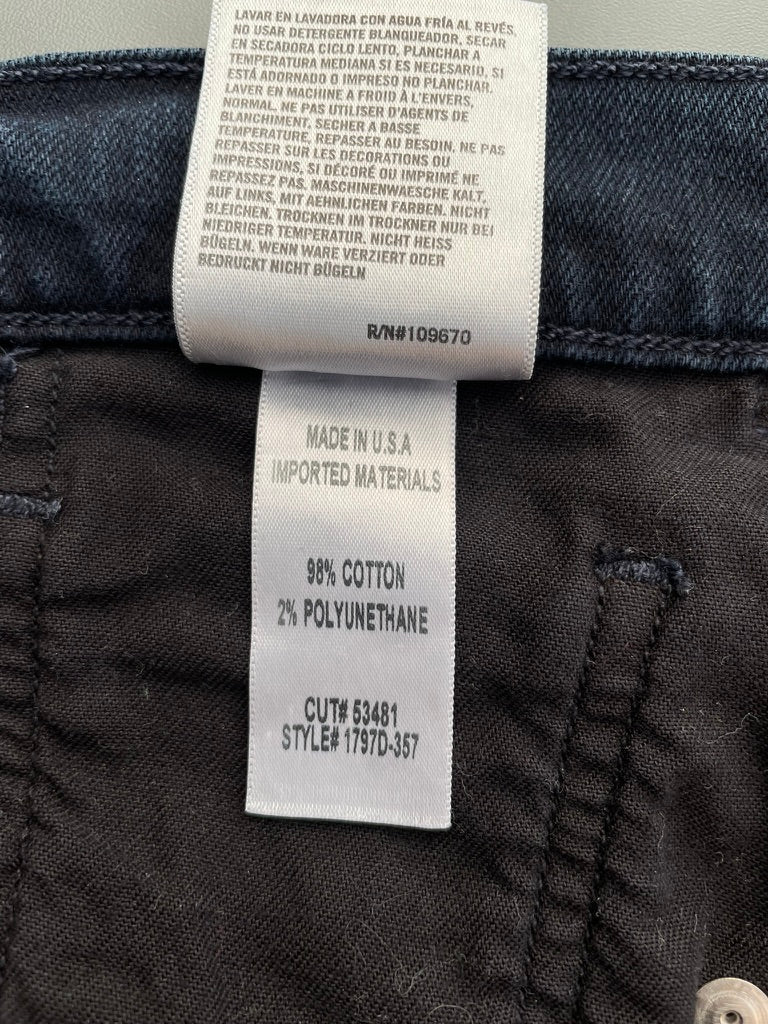 LAVAR EN LAVADORA CON AGUA FRÍA AL REVÉS,
NO USAR DETERGENTE BLANQUEADOR, SECAR
EN SECADORA CICLO LENTO, PLANCHAR A
TEMPERATURA MEDIANA SI ES NECESARIO, SI
ESTÁ ADORNADO O IMPRESO NO PLANCHAR.
LAVER EN MACHINE A FROID À L'ENVERS,
NORMAL. NE PAS UTILISER D'AGENTS DE
BLANCHIMENT, SECHER A BASSE
TEMPERATURE, REPASSER AU BESOIN, NE PAS
REPASSER SUR LES DECORATIONS OU
IMPRESSIONS, SI DÉCORÉ OU IMPRIMÉ NE
REPASSEZ PAS. MASCHINENWAESCHE KALT,
AUF LINKS, MIT AEHNLICHEN FARBEN. NICHT
BLEICHEN. TROCKNEN IM TROCKNER NUR BEI
NIEDRIGER TEMPERATUR. NICHT HEISS
BÜGELN. WENN WARE VERZIERT ODER
BEDRUCKT NICHT BÜGELN
R/N#109670
MADE IN U.S.A
IMPORTED MATERIALS
98% COTTON
2% POLYUNETHANE
CUT# 53481
STYLE# 1797D-357